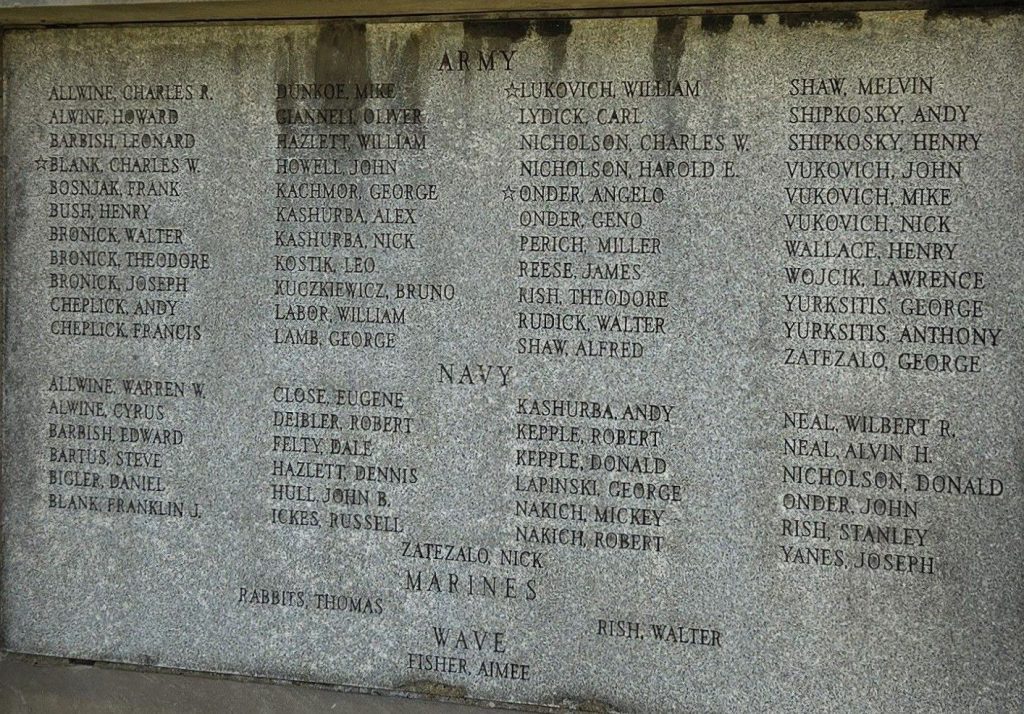 ARMY
ALLWINE, CHARLES R.
ALWINE, HOWARD
BARBISH, LEONARD
☆BLANK, CHARLES W.
BOSNJAK, FRANK
BUSH, HENRY
BRONICK, WALTER
BRONICK, THEODORE
BRONICK, JOSEPH
CHEPLICK, ANDY
CHEPLICK, FRANCIS
DUNKOE, MIKE
GIANNELI, OLIVER
HAZLETT, WILLIAM
HOWELL, JOHN
KACHMOR, GEORGE
KASHURBA, ALEX
KASHURBA, NICK
KOSTIK, LEO
KUCZKIEWICZ, BRUNO
LABOR, WILLIAM
LAMB, GEORGE
☆LUKOVICH, WILLIAM
LYDICK, CARL
NICHOLSON, CHARLES W.
NICHOLSON, HAROLD E.
☆ONDER, ANGELO
ONDER, GENO
PERICH, MILLER
REESE, JAMES
RISH, THEODORE
RUDICK, WALTER
SHAW, ALFRED
SHAW, MELVIN
SHIPKOSKY, ANDY
SHIPKOSKY, HENRY
VUKOVICH, JOHN
VUKOVICH, MIKE
VUKOVICH, NICK
WALLACE, HENRY
WOJCIK, LAWRENCE
YURKSITIS, GEORGE
YURKSITIS, ANTHONY
ZATEZALO, GEORGE
NAVY
ALLWINE, WARREN W.
ALWINE, CYRUS
BARBISH, EDWARD
BARTUS, STEVE
BIGLER, DANIEL
BLANK, FRANKLIN J.
CLOSE, EUGENE
DEIBLER, ROBERT
FELTY, DALE
HAZLETT, DENNIS
HULL, JOHN B.
ICKES, RUSSELL
KASHURBA, ANDY
KEPPLE, ROBERT
KEPPLE, DONALD
LAPINSKI, GEORGE
NAKICH, MICKEY
NAKICH, ROBERT
NEAL, WILBERT R.
NEAL, ALVIN H.
NICHOLSON, DONALD
ONDER, JOHN
RISH, STANLEY
YANES, JOSEPH
ZATEZALO, NICK
MARINES
RABBITS, THOMAS
RISH, WALTER
WAVE
FISHER, AIMEE